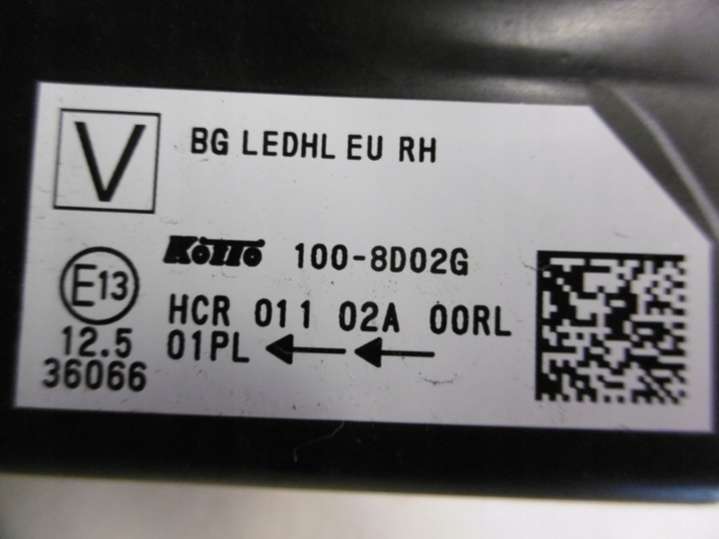 V
BG LEDHL EU RH
KOITO 100-8D02G
E13
HCR 011 02A 00RL
12.5
01PL ←←
36066